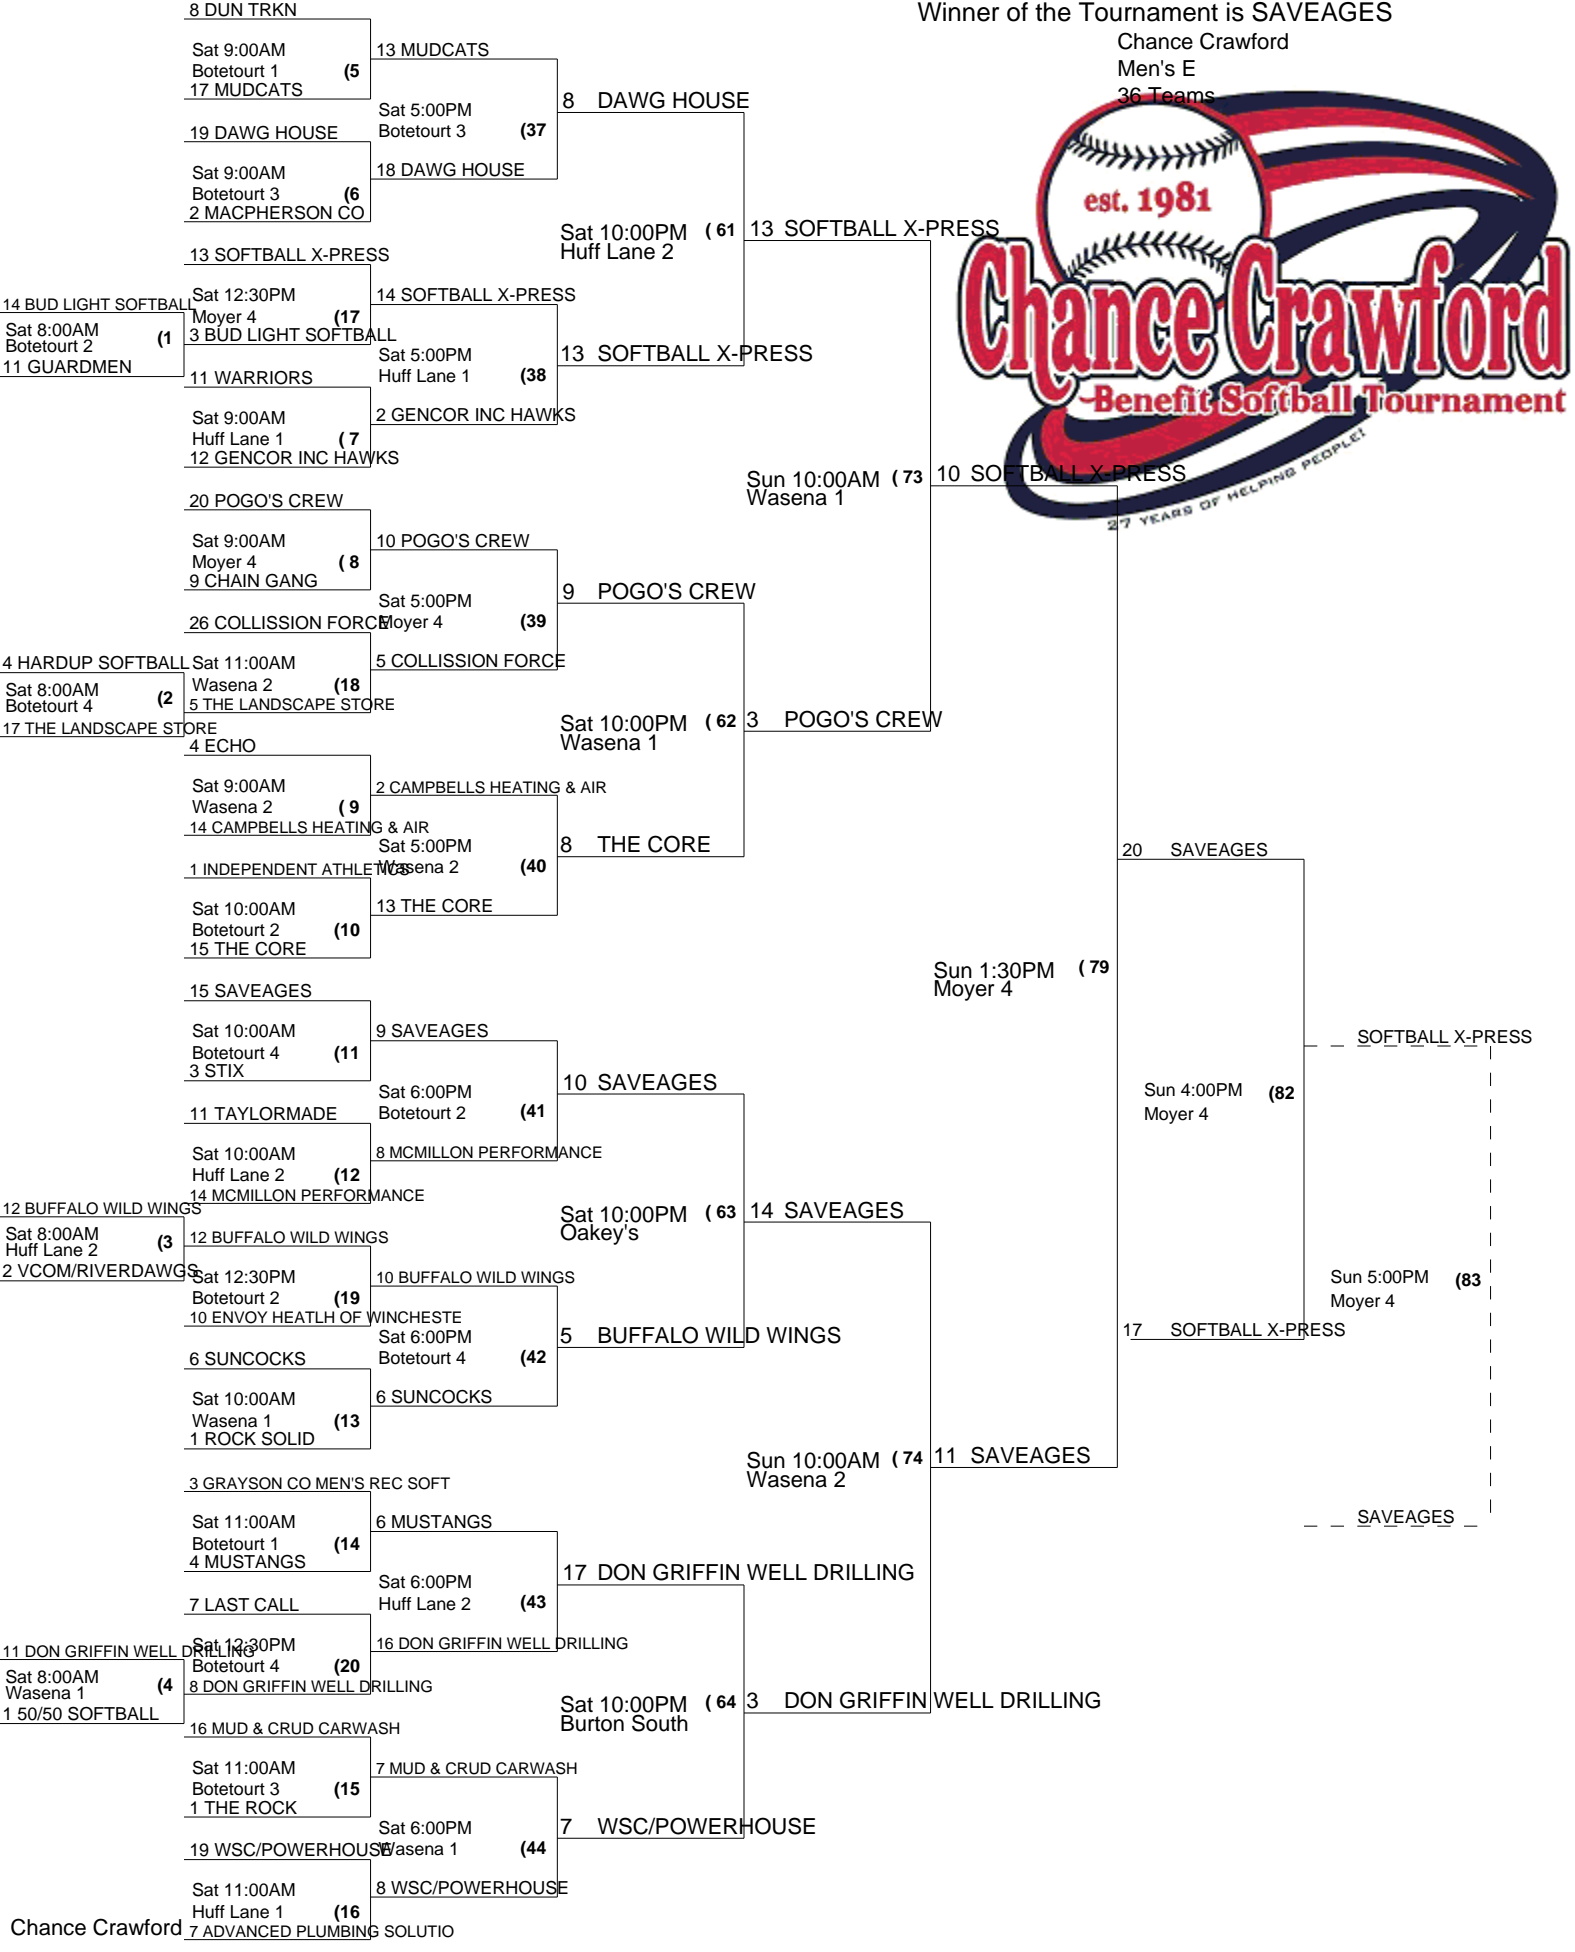 Winner of the Tournament is SAVEAGES
Chance Crawford
Men's E
36 Teams
est. 1981
Chance Crawford
Benefit Softball Tournament
27 YEARS OF HELPING PEOPLE!
14 BUD LIGHT SOFTBALL
Sat 8:00AM
Botetourt 2 (1
11 GUARDMEN
4 HARDUP SOFTBALL
Sat 8:00AM
Botetourt 4 (2
17 THE LANDSCAPE STORE
12 BUFFALO WILD WINGS
Sat 8:00AM
Huff Lane 2 (3
2 VCOM/RIVERDAWGS
11 DON GRIFFIN WELL DRILLING
Sat 8:00AM
Wasena 1 (4
1 50/50 SOFTBALL
8 DUN TRKN
Sat 9:00AM
Botetourt 1 (5
17 MUDCATS
19 DAWG HOUSE
Sat 9:00AM
Botetourt 3 (6
2 MACPHERSON CO
13 SOFTBALL X-PRESS
Sat 12:30PM
Moyer 4 (17
3 BUD LIGHT SOFTBALL
11 WARRIORS
Sat 9:00AM
Huff Lane 1 ( 7
12 GENCOR INC HAWKS
20 POGO'S CREW
Sat 9:00AM
Moyer 4 ( 8
9 CHAIN GANG
26 COLLISSION FORCE
Sat 11:00AM
Wasena 2 (18
5 THE LANDSCAPE STORE
4 ECHO
Sat 9:00AM
Wasena 2 ( 9
14 CAMPBELLS HEATING & AIR
1 INDEPENDENT ATHLETICS
Sat 10:00AM
Botetourt 2 (10
15 THE CORE
15 SAVEAGES
Sat 10:00AM
Botetourt 4 (11
3 STIX
11 TAYLORMADE
Sat 10:00AM
Huff Lane 2 (12
14 MCMILLON PERFORMANCE
12 BUFFALO WILD WINGS
Sat 12:30PM
Botetourt 2 (19
10 ENVOY HEATLH OF WINCHESTE
6 SUNCOCKS
Sat 10:00AM
Wasena 1 (13
1 ROCK SOLID
3 GRAYSON CO MEN'S REC SOFT
Sat 11:00AM
Botetourt 1 (14
4 MUSTANGS
7 LAST CALL
Sat 12:30PM
Botetourt 4 (20
8 DON GRIFFIN WELL DRILLING
16 MUD & CRUD CARWASH
Sat 11:00AM
Botetourt 3 (15
1 THE ROCK
19 WSC/POWERHOUSE
Sat 11:00AM
Huff Lane 1 (16
7 ADVANCED PLUMBING SOLUTIO
13 MUDCATS
Sat 5:00PM
Botetourt 3 (37
18 DAWG HOUSE
14 SOFTBALL X-PRESS
Sat 5:00PM
Huff Lane 1 (38
2 GENCOR INC HAWKS
10 POGO'S CREW
Sat 5:00PM
Moyer 4 (39
5 COLLISSION FORCE
2 CAMPBELLS HEATING & AIR
Sat 5:00PM
Wasena 2 (40
13 THE CORE
9 SAVEAGES
Sat 6:00PM
Botetourt 2 (41
8 MCMILLON PERFORMANCE
10 BUFFALO WILD WINGS
Sat 6:00PM
Botetourt 4 (42
6 SUNCOCKS
6 MUSTANGS
Sat 6:00PM
Huff Lane 2 (43
16 DON GRIFFIN WELL DRILLING
7 MUD & CRUD CARWASH
Sat 6:00PM
Wasena 1 (44
8 WSC/POWERHOUSE
8 DAWG HOUSE
Sat 10:00PM ( 61
Huff Lane 2
13 SOFTBALL X-PRESS
9 POGO'S CREW
Sat 10:00PM ( 62
Wasena 1
8 THE CORE
10 SAVEAGES
Sat 10:00PM ( 63
Oakey's
5 BUFFALO WILD WINGS
17 DON GRIFFIN WELL DRILLING
Sat 10:00PM ( 64
Burton South
7 WSC/POWERHOUSE
13 SOFTBALL X-PRESS
Sun 10:00AM ( 73
Wasena 1
3 POGO'S CREW
14 SAVEAGES
Sun 10:00AM ( 74
Wasena 2
3 DON GRIFFIN WELL DRILLING
10 SOFTBALL X-PRESS
Sun 1:30PM ( 79
Moyer 4
11 SAVEAGES
20 SAVEAGES
Sun 4:00PM (82
Moyer 4
17 SOFTBALL X-PRESS
SOFTBALL X-PRESS
Sun 5:00PM (83
Moyer 4
SAVEAGES
Chance Crawford